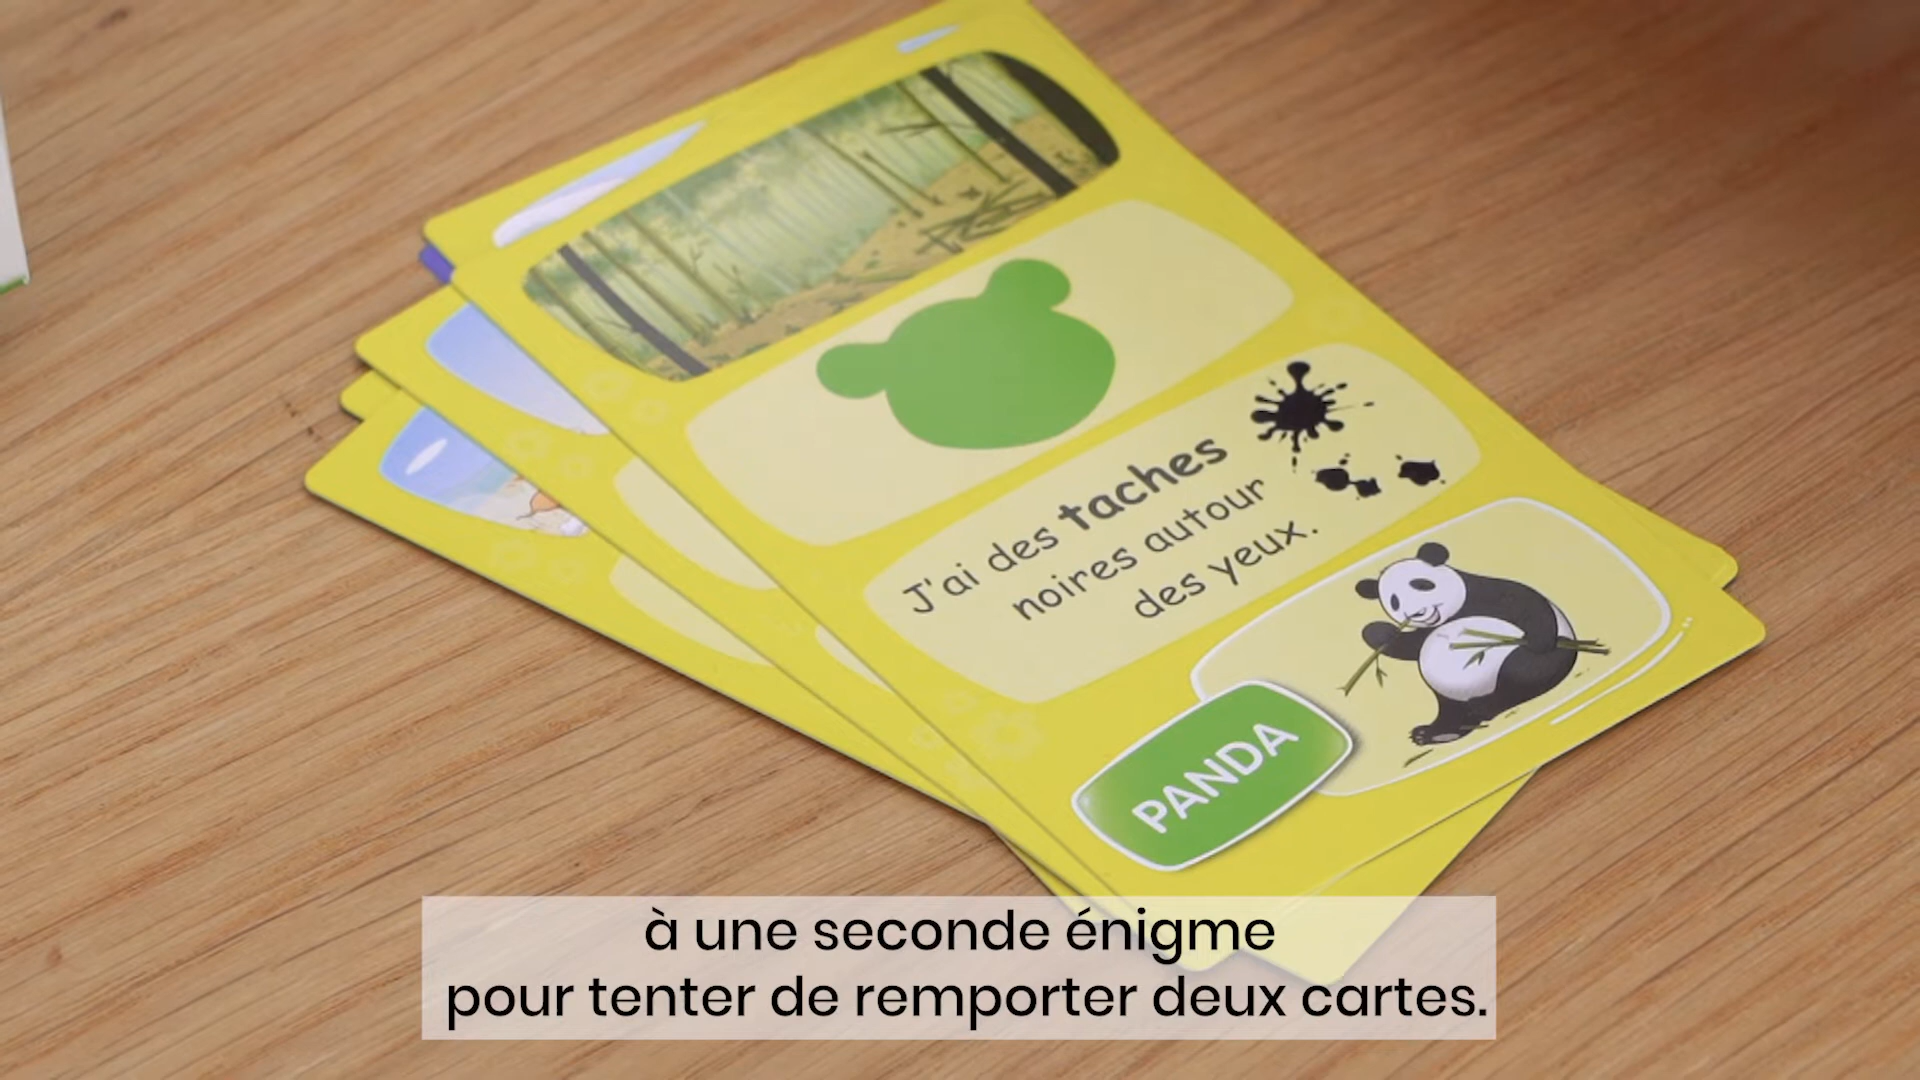 J'ai des taches
noires autour
des yeux.
PANDA
à une seconde énigme
pour tenter de remporter deux cartes.